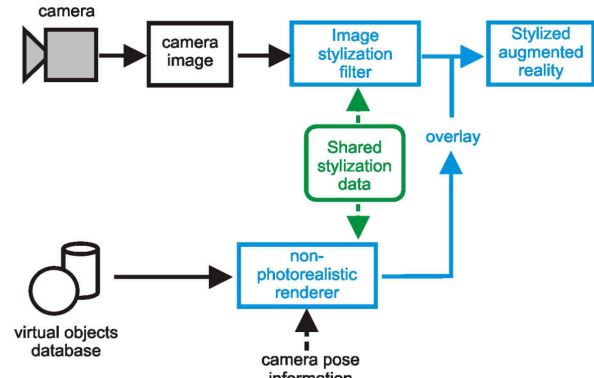 camera
camera
image
Image
stylization
filter
Stylized
augmented
reality
Shared
stylization
data
overlay
non-
photorealistic
renderer
virtual objects
database
camera pose
information